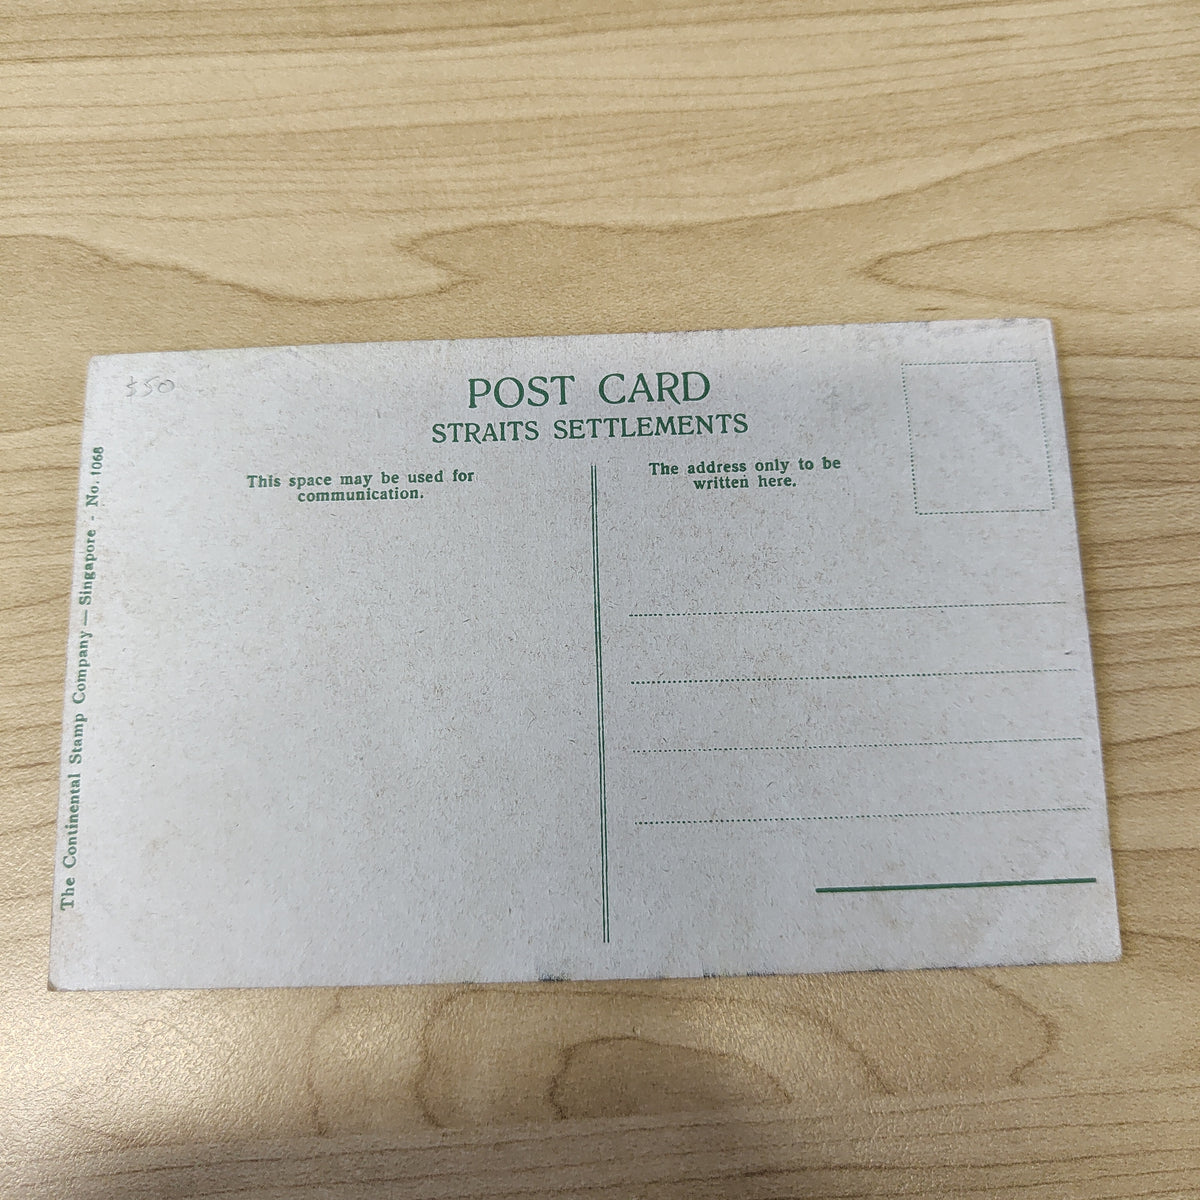 $50
POST CARD
STRAITS SETTLEMENTS
This space may be used for
communication.
The address only to be
written here.
The Continental Stamp Company — Singapore - No. 1068